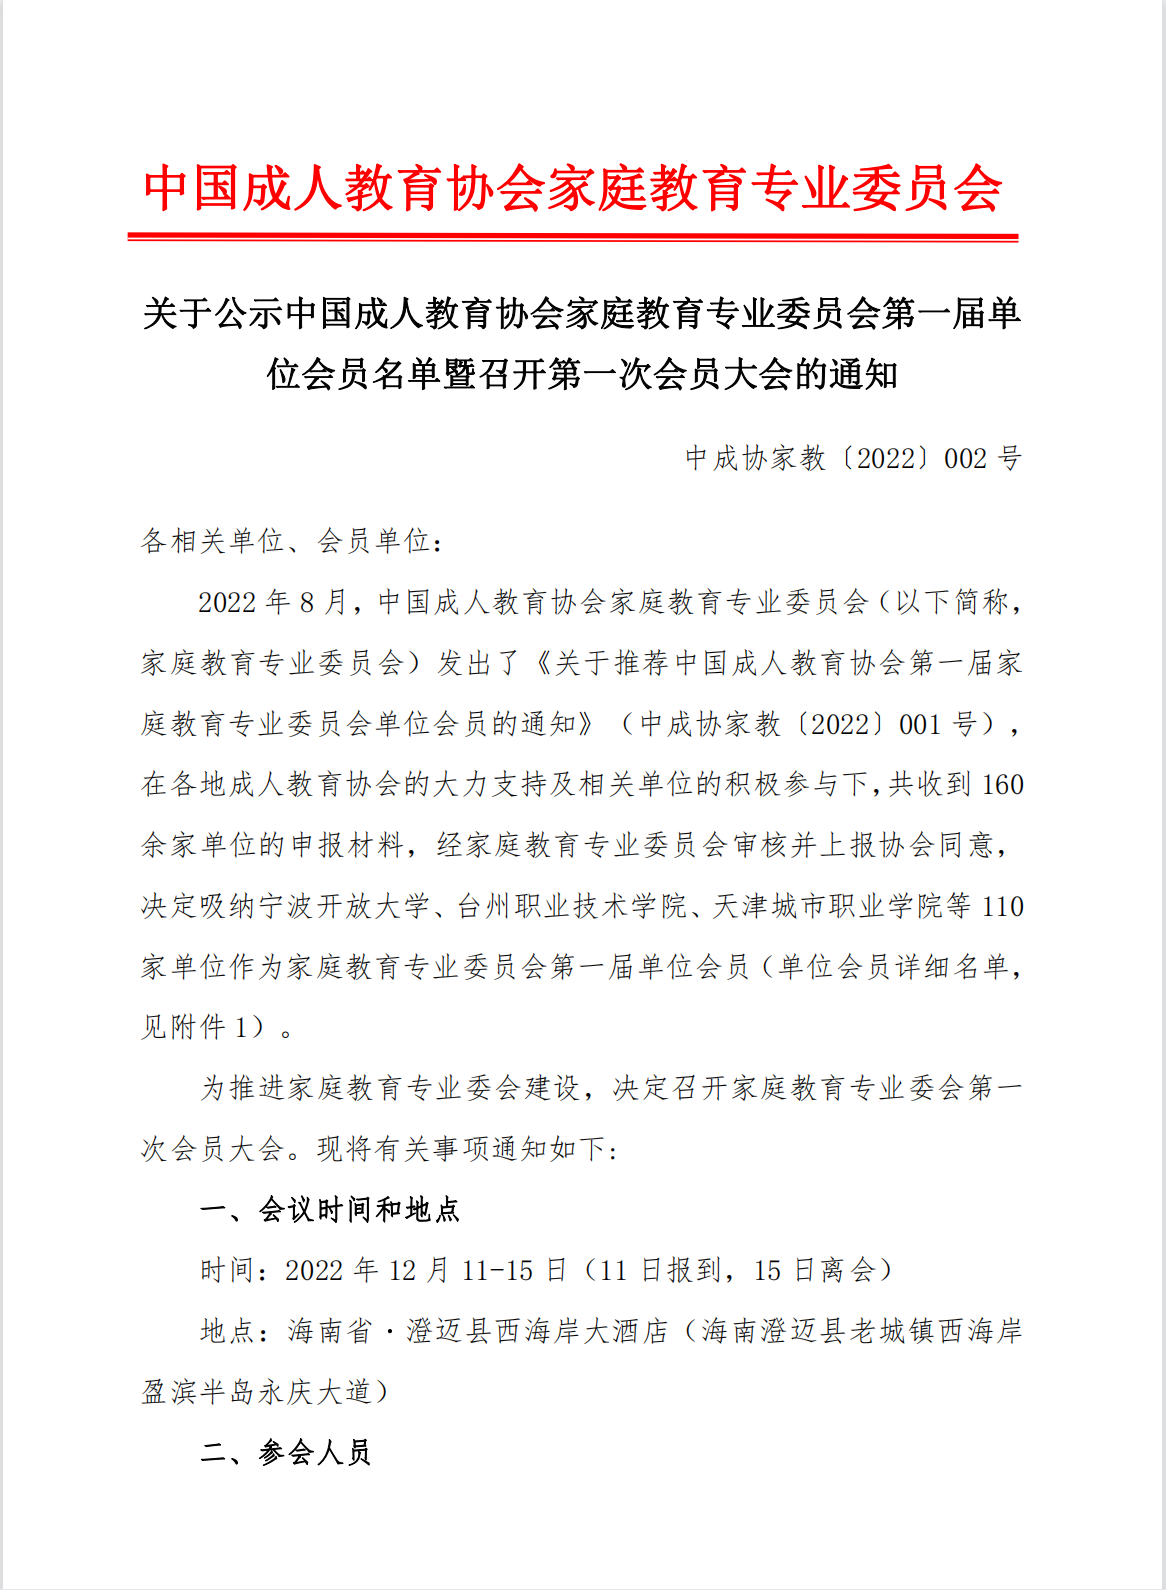 中国成人教育协会家庭教育专业委员会
关于公示中国成人教育协会家庭教育专业委员会第一届单
位会员名单暨召开第一次会员大会的通知
中成协家教〔2022〕002 号
各相关单位、会员单位：
2022 年 8 月，中国成人教育协会家庭教育专业委员会（以下简称，
家庭教育专业委员会）发出了《关于推荐中国成人教育协会第一届家
庭教育专业委员会单位会员的通知》（中成协家教〔2022〕001 号），
在各地成人教育协会的大力支持及相关单位的积极参与下，共收到 160
余家单位的申报材料，经家庭教育专业委员会审核并上报协会同意，
决定吸纳宁波开放大学、台州职业技术学院、天津城市职业学院等 110
家单位作为家庭教育专业委员会第一届单位会员（单位会员详细名单，
见附件 1）。
为推进家庭教育专业委会建设，决定召开家庭教育专业委会第一
次会员大会。现将有关事项通知如下：
一、会议时间和地点
时间：2022 年 12 月 11-15 日（11 日报到，15 日离会）
地点：海南省·澄迈县西海岸大酒店（海南澄迈县老城镇西海岸
盈滨半岛永庆大道）
二、参会人员